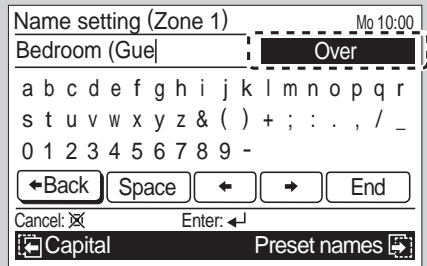 Name setting (Zone 1) Mo 10:00
Bedroom (Gue Over
a b c d e f g h i j k l m n o p q r
s t u v w x y z & ( ) + ; : . , / _
0 1 2 3 4 5 6 7 8 9 -
←Back Space ← → End
Cancel: Enter: ↵
Capital Preset names